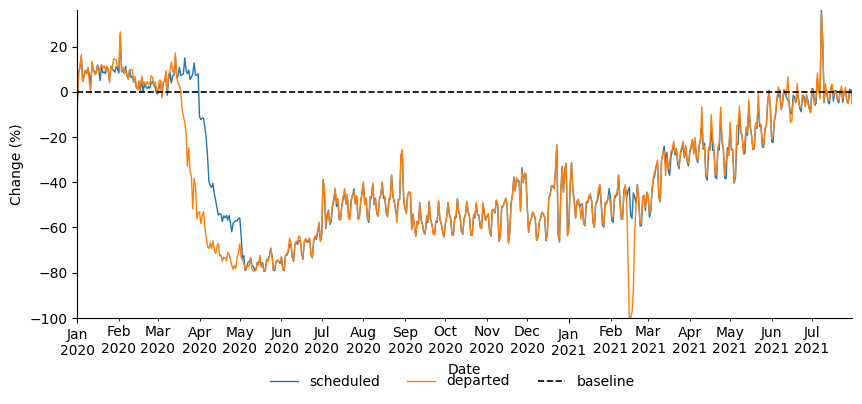 Change (%)
20
0
−20
−40
−60
−80
−100
Jan Feb Mar Apr May Jun Jul Aug Sep Oct Nov Dec Jan Feb Mar Apr May Jun Jul
2020 2020 2020 2020 2020 2020 2020 2020 2020 2020 2020 2020 2021 2021 2021 2021 2021 2021 2021
Date
scheduled departed baseline